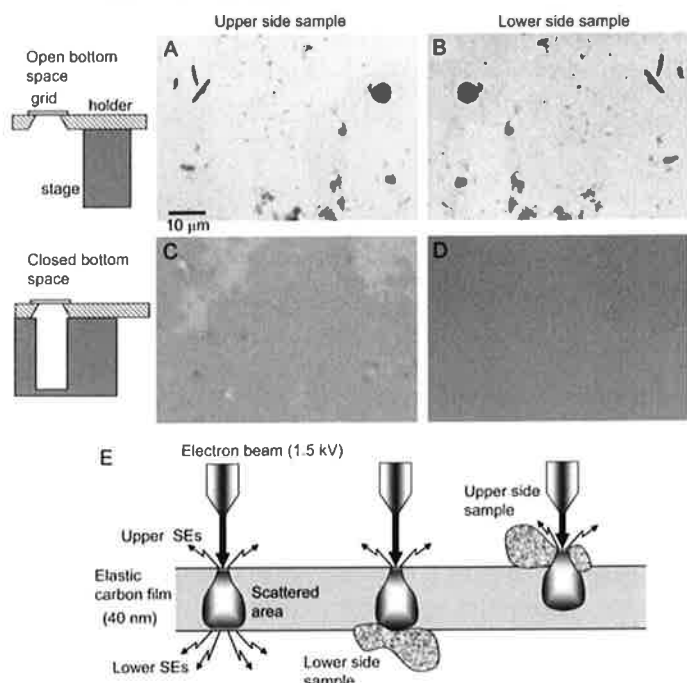 Upper side sample
Lower side sample
Open bottom
space
grid
holder
stage
A
B
10 μm
Closed bottom
space
C
D
E
Electron beam (1.5 kV)
Upper side
sample
Upper SEs
Elastic
carbon film
(40 nm)
Scattered
area
Lower SEs
Lower side
sample